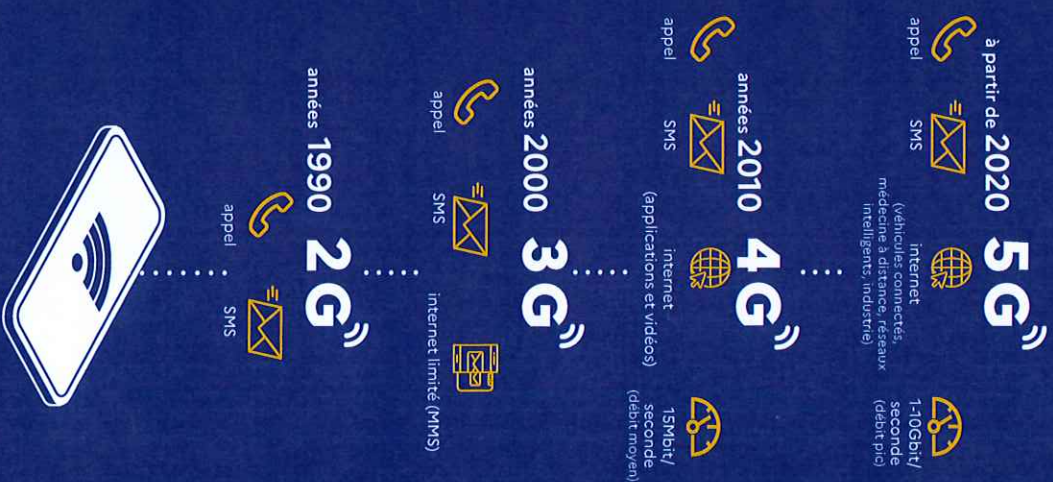 à partir de 2020 5G
appel
SMS
internet
(véhicules connectés,
médecine à distance, réseaux
intelligents, industrie)
1-10Gbit/
seconde
(débit pic)
années 2010 4G
appel
SMS
internet
(applications et vidéos)
15Mbit/
seconde
(débit moyen)
années 2000 3G
appel
SMS
internet limité (MMS)
années 1990 2G
appel
SMS